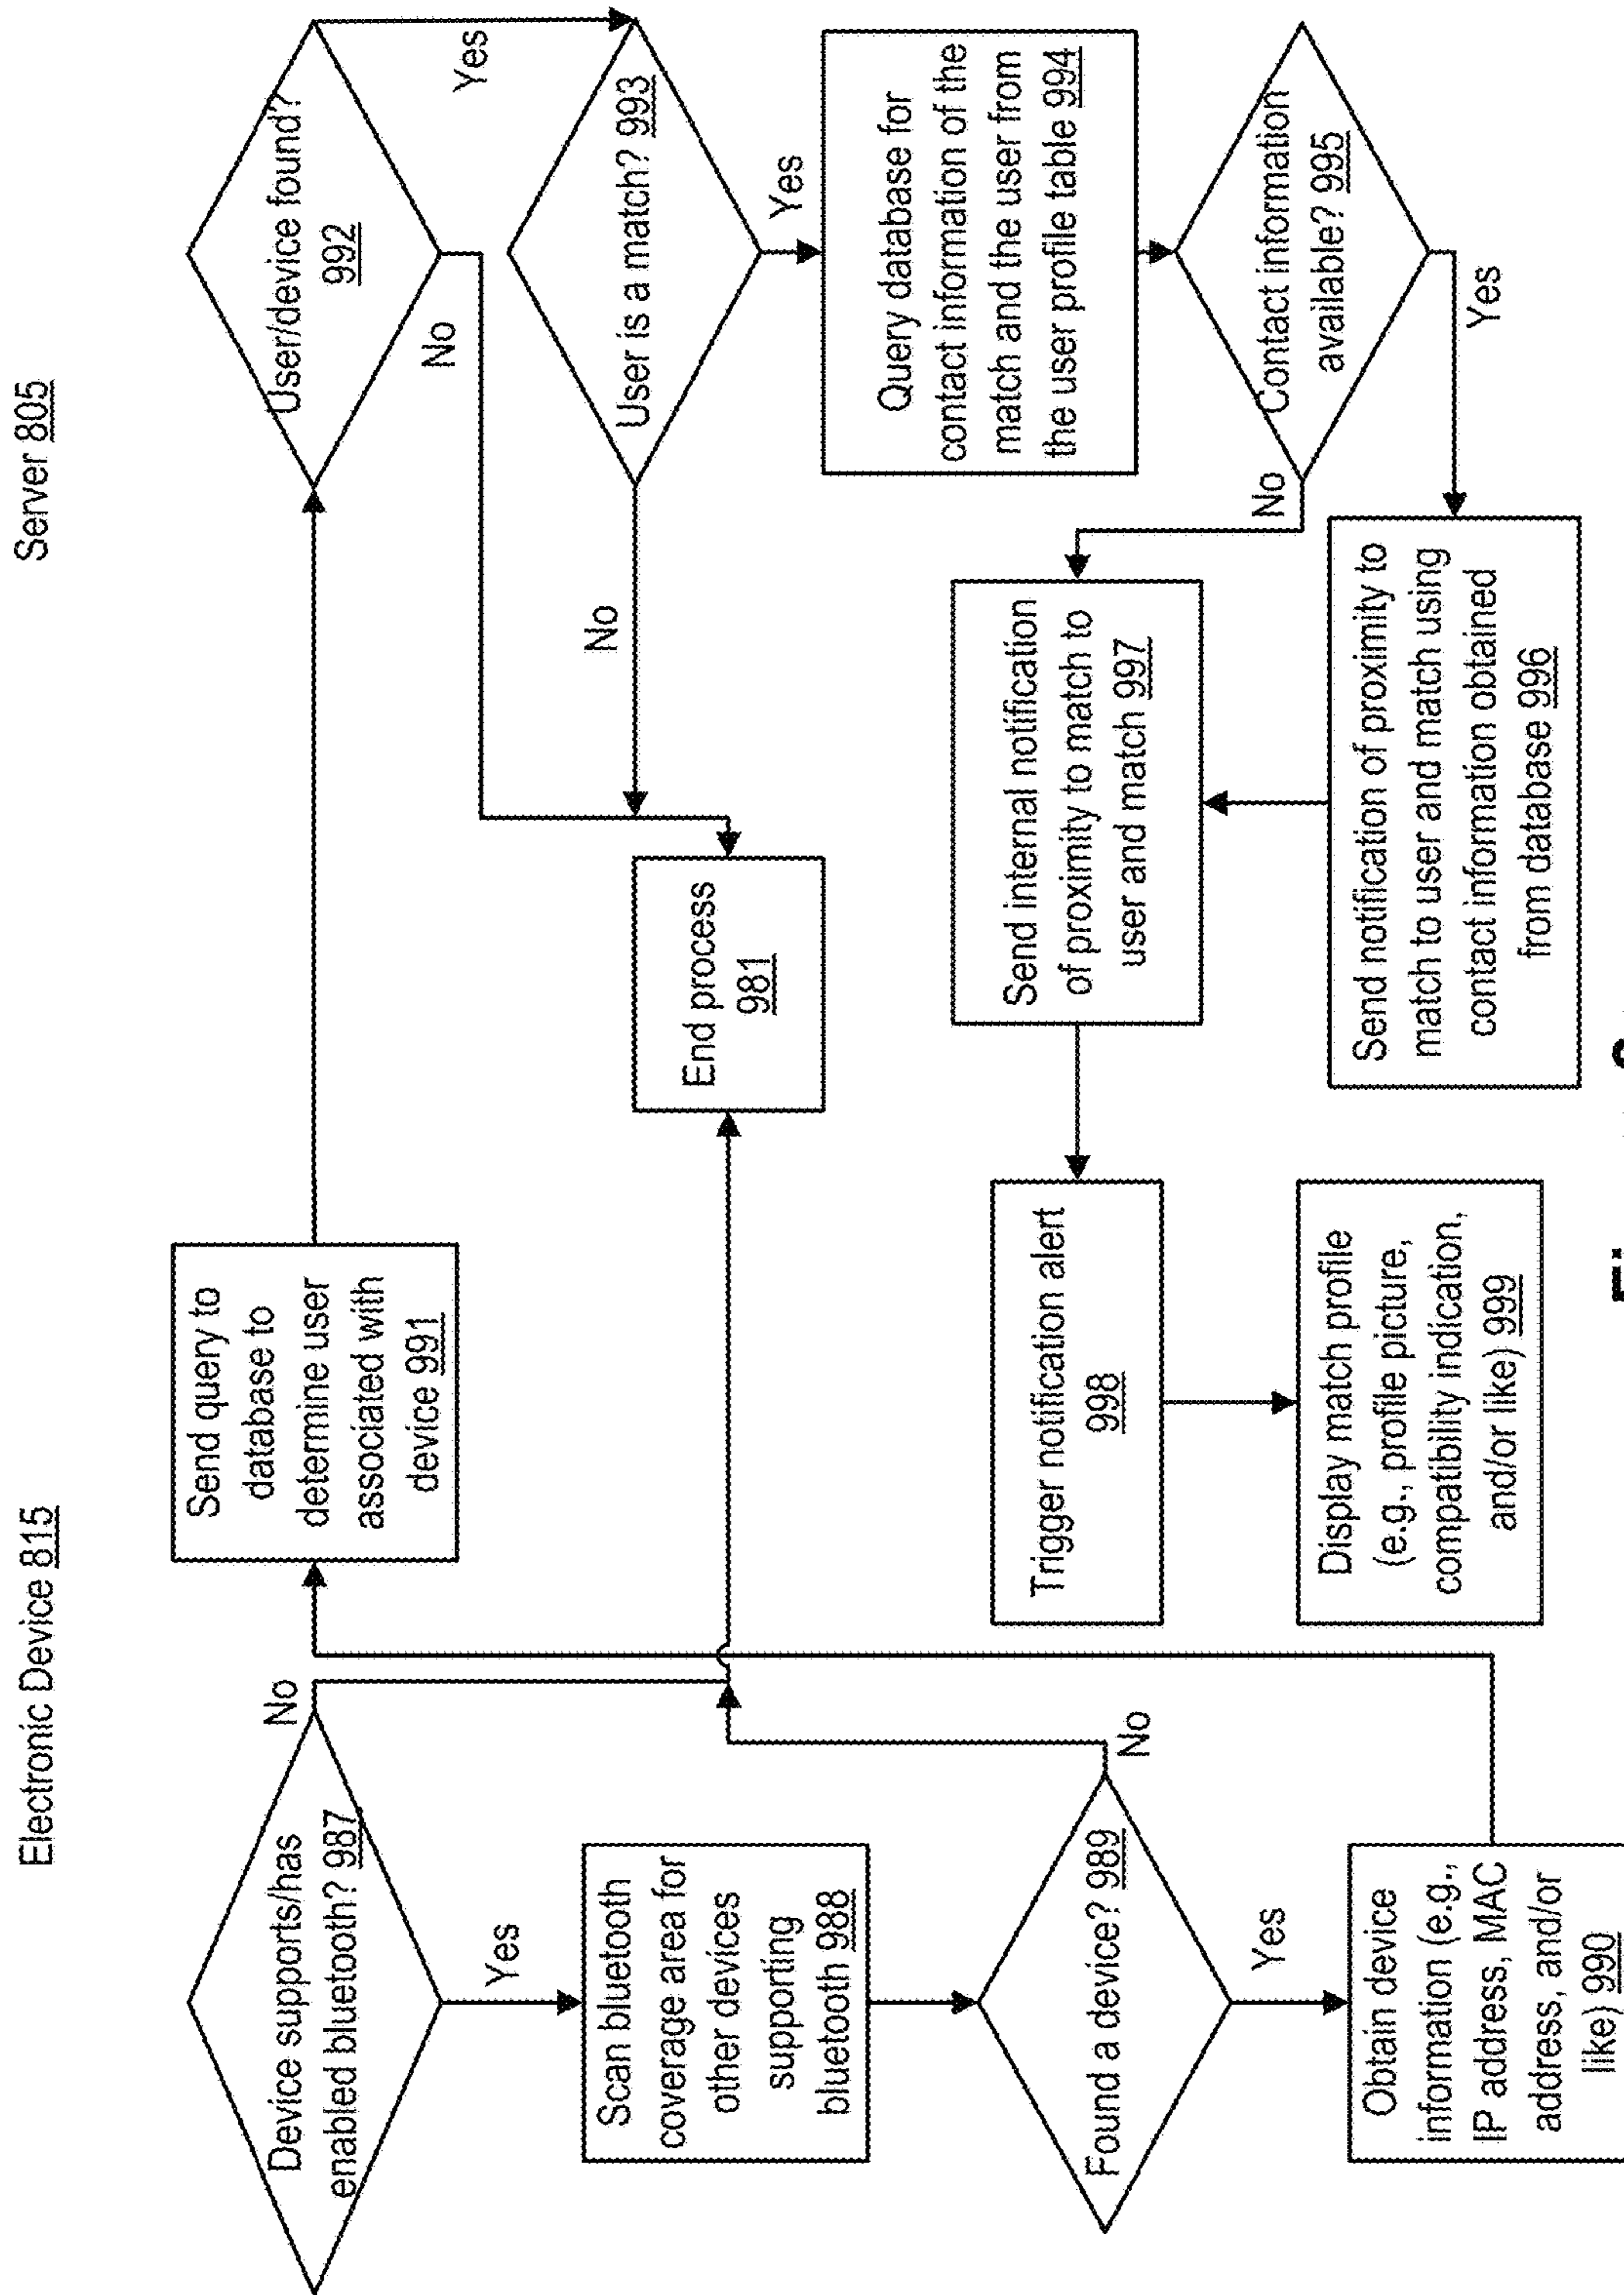 Electronic Device 815
Server 805
Device supports/has
enabled bluetooth? 987
No
Yes
Scan bluetooth
coverage area for
other devices
supporting
bluetooth 988
Found a device? 989
No
Yes
Obtain device
information (e.g.,
IP address, MAC
address, and/or
like) 990
Send query to
database to
determine user
associated with
device 991
User/device found?
992
No
Yes
User is a match? 993
No
Yes
End process
981
Query database for
contact information of the
match and the user from
the user profile table 994
Contact information
available? 995
No
Yes
Send notification of proximity to
match to user and match using
contact information obtained
from database 996
Send internal notification
of proximity to match to
user and match 997
Trigger notification alert
998
Display match profile
(e.g., profile picture,
compatibility indication,
and/or like) 999